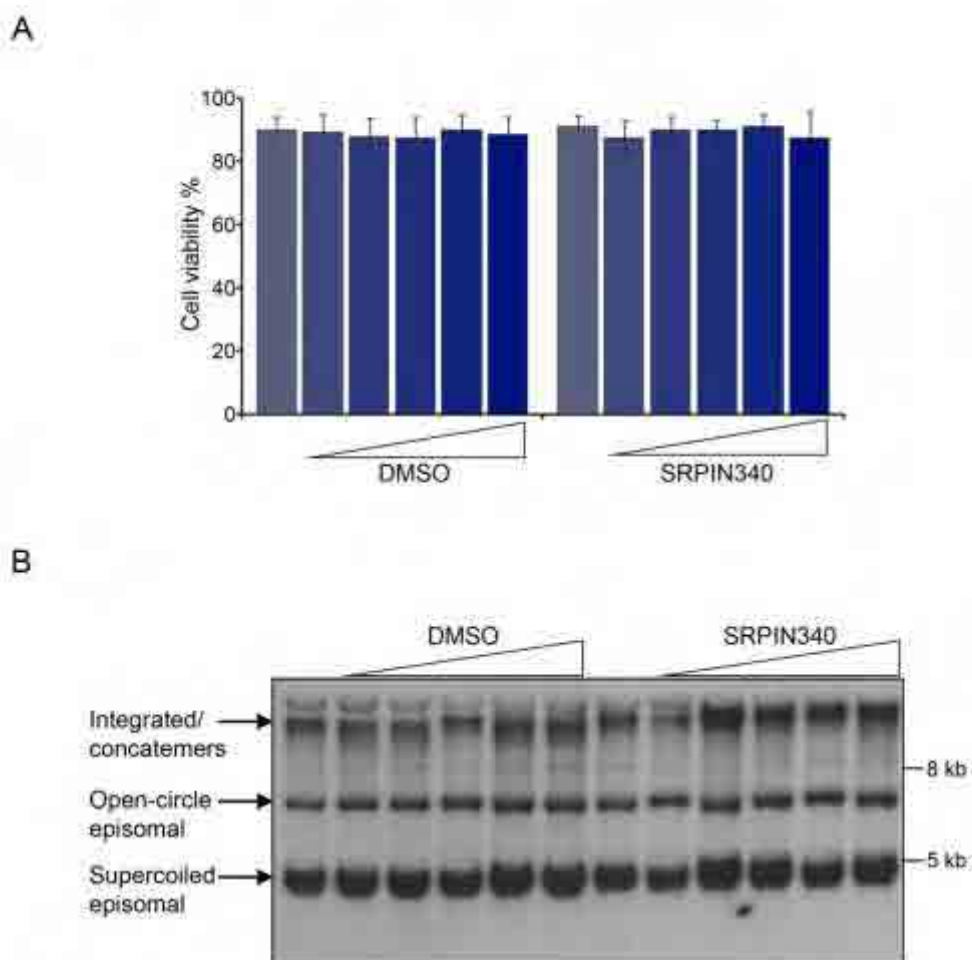 A
100
80
60
40
20
0
Cell viability %
DMSO
SRPIN340
B
DMSO
SRPIN340
Integrated/
concatemers
Open-circle
episomal
Supercoiled
episomal
8 kb
5 kb